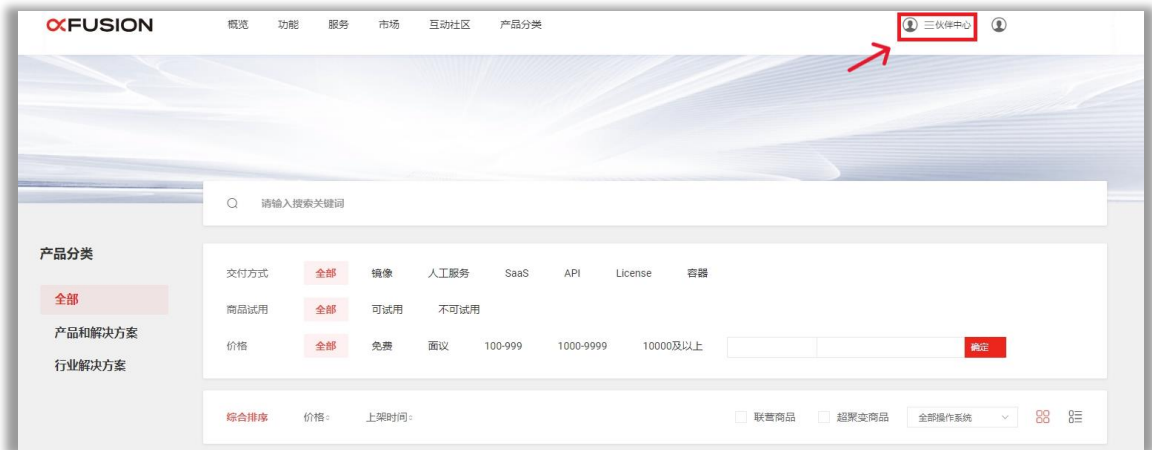 XFUSION 概览 功能 服务 市场 互动社区 产品分类 三伙伴中心
请输入搜索关键词
产品分类
全部
产品和解决方案
行业解决方案
交付方式 全部 镜像 人工服务 SaaS API License 容器
商品试用 全部 可试用 不可试用
价格 全部 免费 面议 100-999 1000-9999 10000及以上 确定
综合排序 价格 上架时间 联营商品 超聚变商品 全部操作系统